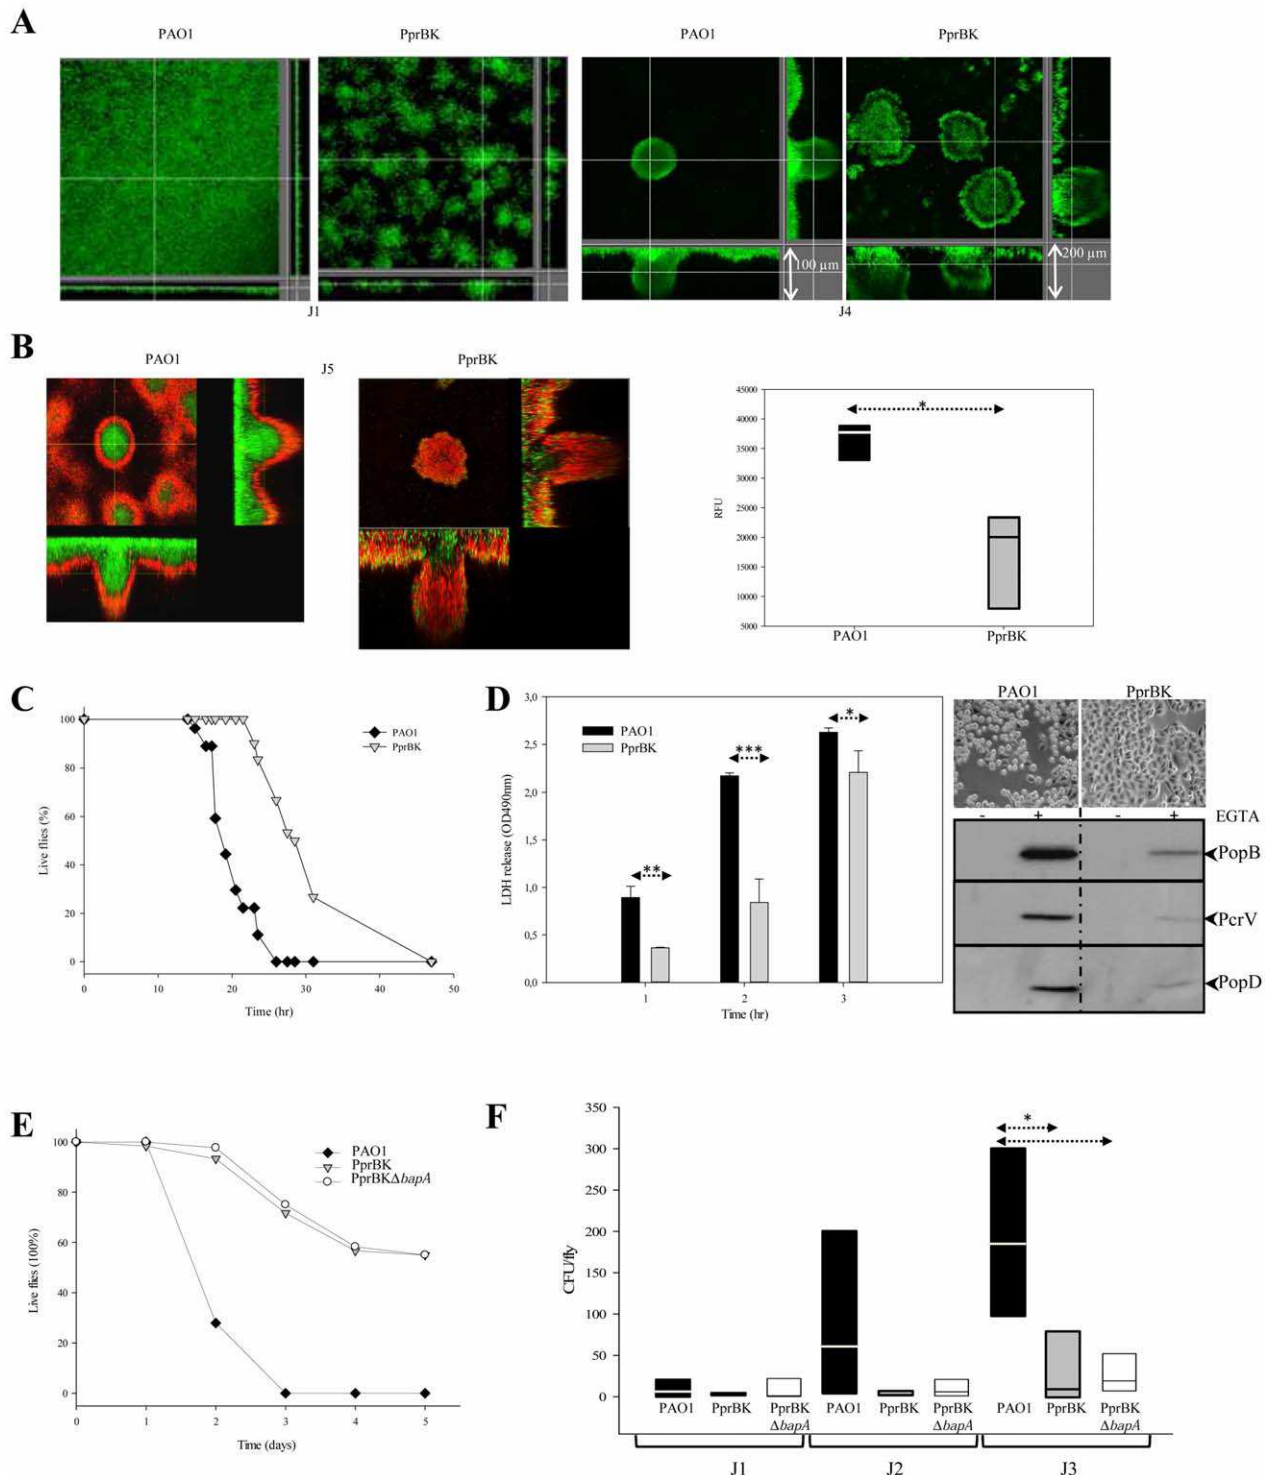 A
PAO1 PprBK PAO1 PprBK
100 µm
200 µm
J1 J4
B
PAO1 J5 PprBK
45000
40000
35000
30000
25000
20000
15000
10000
5000
RFU
*
PAO1 PprBK
C
Live flies (%)
100
80
60
40
20
0
PAO1
PprBK
0 10 20 30 40 50
Time (hr)
D
LDH release (OD490nm)
3,0
2,5
2,0
1,5
1,0
0,5
0,0
PAO1
PprBK
**
***
*
1 2 3
Time (hr)
PAO1 PprBK
- + - + EGTA
PopB
PcrV
PopD
E
Live flies (100%)
100
80
60
40
20
0
PAO1
PprBK
PprBKΔbapA
0 1 2 3 4 5
Time (days)
F
CFU/fly
350
300
250
200
150
100
50
0
*
PAO1 PprBK PprBK ΔbapA PAO1 PprBK PprBK ΔbapA PAO1 PprBK PprBK ΔbapA
J1 J2 J3